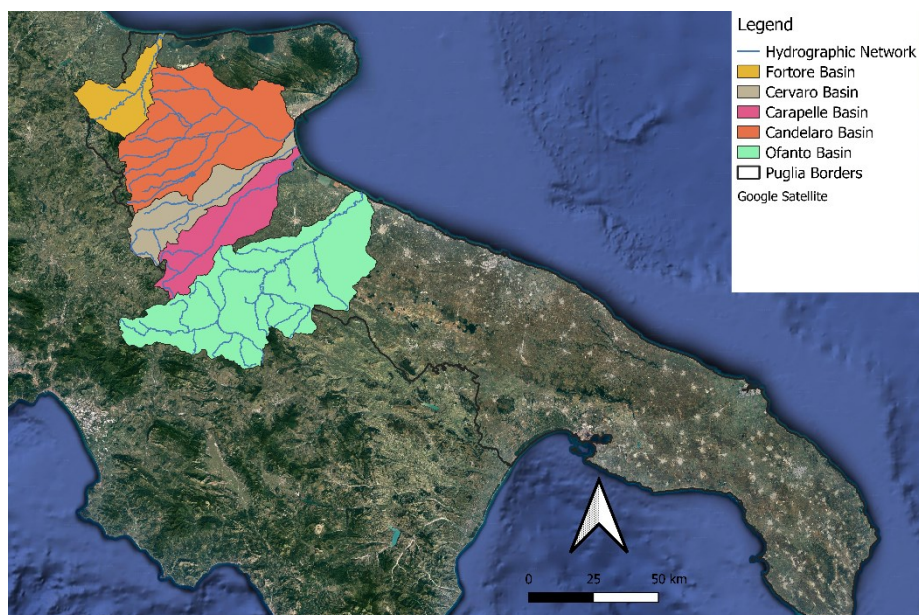 Legend
Hydrographic Network
Fortore Basin
Cervaro Basin
Carapelle Basin
Candelaro Basin
Ofanto Basin
Puglia Borders
Google Satellite
0 25 50 km